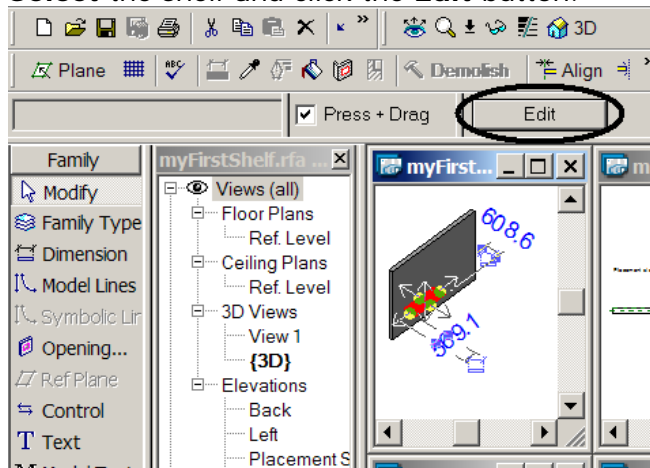 Select the shelf and click the Edit button.
3D
Plane ABC Demolish Align
Press + Drag Edit
Family
Modify
Family Type
Dimension
Model Lines
Symbolic Lin
Opening...
Ref Plane
Control
Text
myFirstShelf.rfa ...
Views (all)
Floor Plans
Ref. Level
Ceiling Plans
Ref. Level
3D Views
View 1
{3D}
Elevations
Back
Left
Placement S
myFirst...
608.6
569.1
m